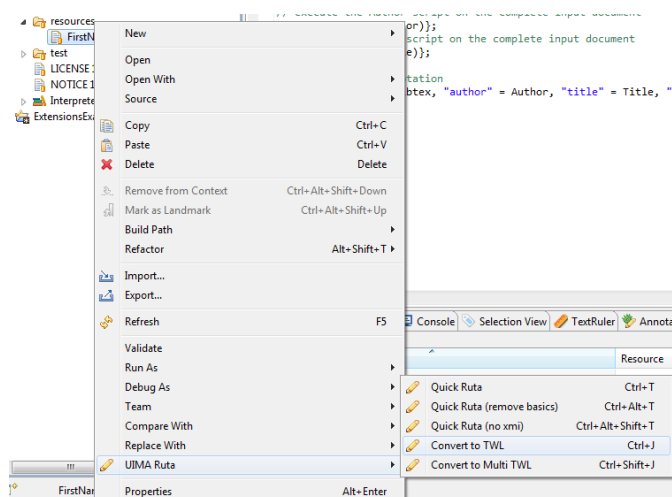 // execute the Author script on the complete input document
resources
or)};
FirstN
New
script on the complete input document
test
e)};
LICENSE
Open
NOTICE 1
Open With
tation
Interprete
Source
btex, "author" = Author, "title" = Title, "
ExtensionsExa
Copy Ctrl+C
Paste Ctrl+V
Delete Delete
Remove from Context Ctrl+Alt+Shift+Down
Mark as Landmark Ctrl+Alt+Shift+Up
Build Path
Refactor Alt+Shift+T
Import...
Export...
Refresh F5
Console Selection View TextRuler Annota
Validate
Run As
Resource
Debug As
Quick Ruta Ctrl+T
Team
Quick Ruta (remove basics) Ctrl+Alt+T
Compare With
Quick Ruta (no xmi) Ctrl+Alt+Shift+T
Replace With
Convert to TWL Ctrl+J
UIMA Ruta
Convert to Multi TWL Ctrl+Shift+J
FirstNar
Properties Alt+Enter